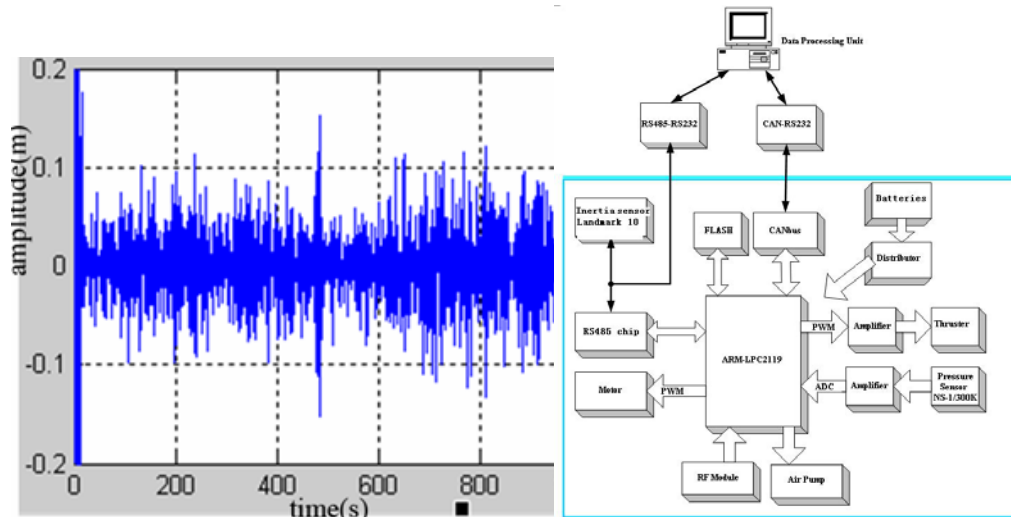 0.2
0.1
0
-0.1
-0.2
amplitude(m)
0
200
400
600
800
time(s)
Data Processing Unit
RS485-RS232
CAN-RS232
Inertia sensor
Landmark 10
FLASH
CANbus
Batteries
Distributor
RS485 chip
ARM-LPC2119
PWM
Amplifier
Thruster
Motor
PWM
ADC
Amplifier
Pressure
Sensor
NS-1/300K
RF Module
Air Pump